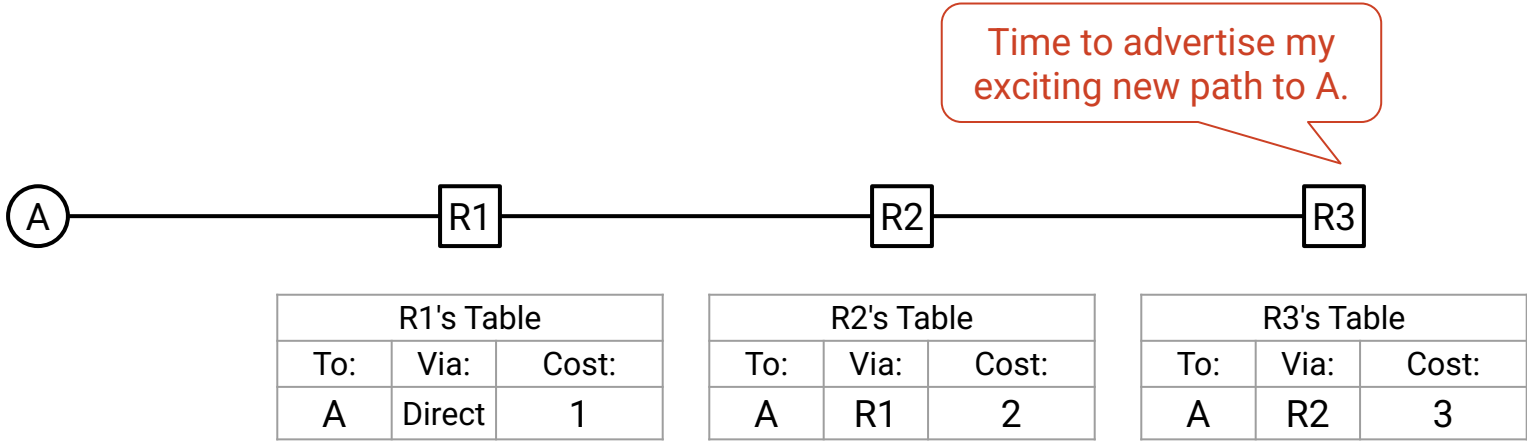 Time to advertise my
exciting new path to A.
A
R1
R2
R3
R1's Table
To: Via: Cost:
A Direct 1
R2's Table
To: Via: Cost:
A R1 2
R3's Table
To: Via: Cost:
A R2 3